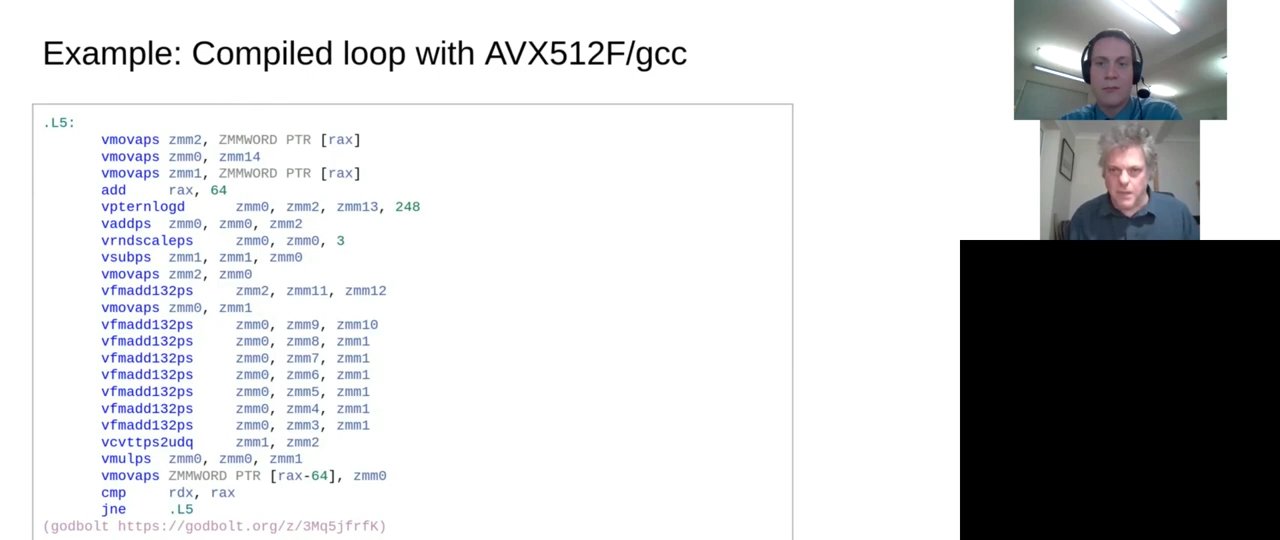 Example: Compiled loop with AVX512F/gcc
.L5:
vmovaps zmm2, ZMMWORD PTR [rax]
vmovaps zmm0, zmm14
vmovaps zmm1, ZMMWORD PTR [rax]
add rax, 64
vpternlogd zmm0, zmm2, zmm13, 248
vaddps zmm0, zmm0, zmm2
vrndscaleps zmm0, zmm0, 3
vsubps zmm1, zmm1, zmm0
vmovaps zmm2, zmm0
vfmadd132ps zmm2, zmm11, zmm12
vmovaps zmm0, zmm1
vfmadd132ps zmm0, zmm9, zmm10
vfmadd132ps zmm0, zmm8, zmm1
vfmadd132ps zmm0, zmm7, zmm1
vfmadd132ps zmm0, zmm6, zmm1
vfmadd132ps zmm0, zmm5, zmm1
vfmadd132ps zmm0, zmm4, zmm1
vfmadd132ps zmm0, zmm3, zmm1
vcvttps2udq zmm1, zmm2
vmulps zmm0, zmm0, zmm1
vmovaps ZMMWORD PTR [rax-64], zmm0
cmp rdx, rax
jne .L5
(godbolt https://godbolt.org/z/3Mq5jfrfK)